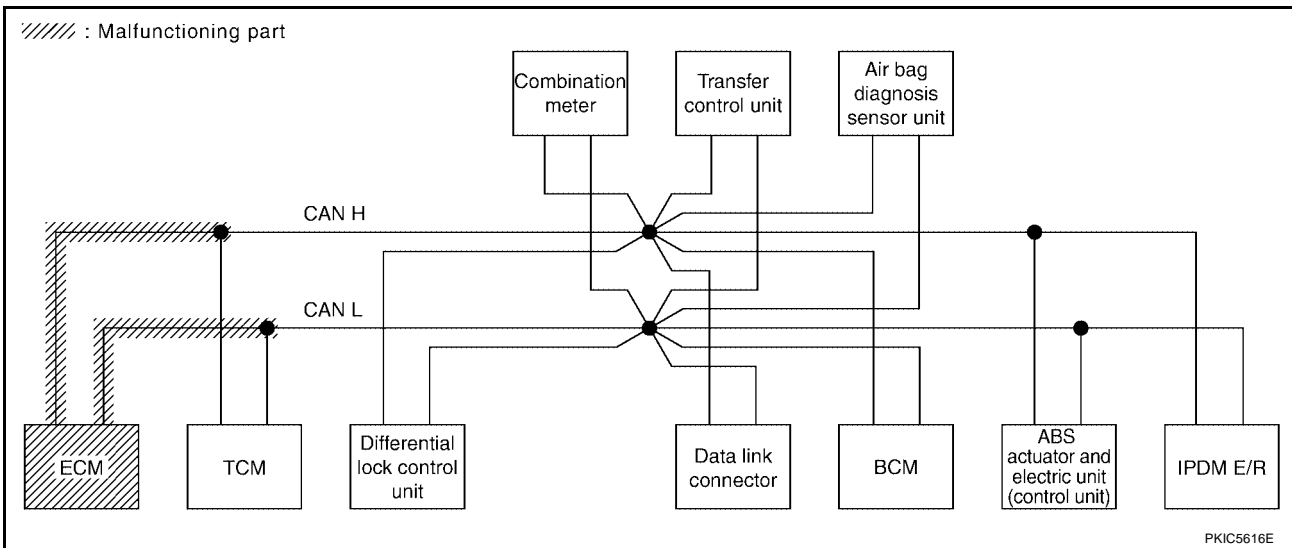 : Malfunctioning part
Combination
meter
Transfer
control unit
Air bag
diagnosis
sensor unit
CAN H
CAN L
ECM
TCM
Differential
lock control
unit
Data link
connector
BCM
ABS
actuator and
electric unit
(control unit)
IPDM E/R
PKIC5616E